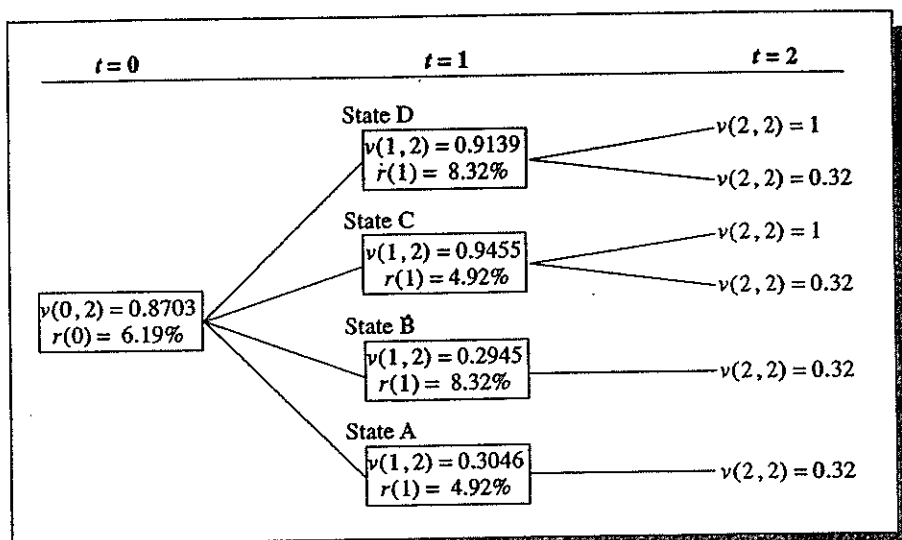 t = 0 t = 1 t = 2
State D
v(1, 2) = 0.9139
r(1) = 8.32%
v(2, 2) = 1
v(2, 2) = 0.32
State C
v(1, 2) = 0.9455
r(1) = 4.92%
v(2, 2) = 1
v(2, 2) = 0.32
v(0, 2) = 0.8703
r(0) = 6.19%
State B
v(1, 2) = 0.2945
r(1) = 8.32%
v(2, 2) = 0.32
State A
v(1, 2) = 0.3046
r(1) = 4.92%
v(2, 2) = 0.32